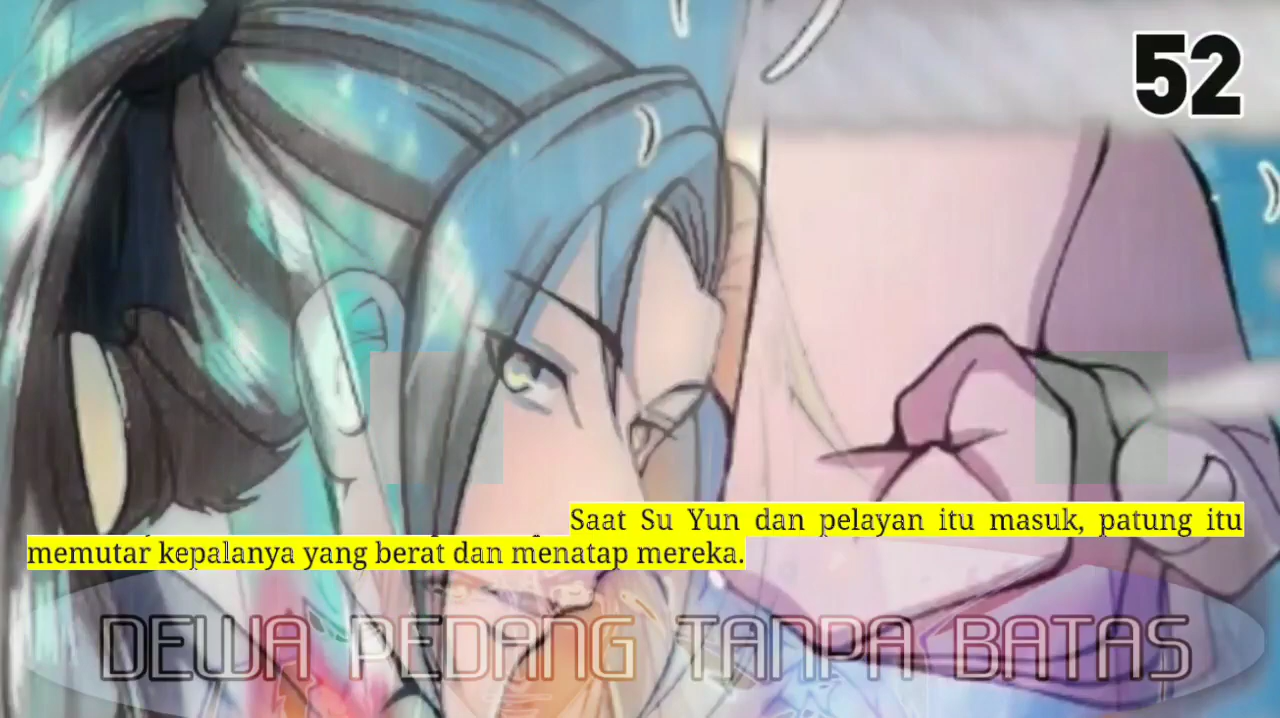 52
Saat Su Yun dan pelayan itu masuk, patung itu
memutar kepalanya yang berat dan menatap mereka.
DEWA PEDANG TANPA BATAS